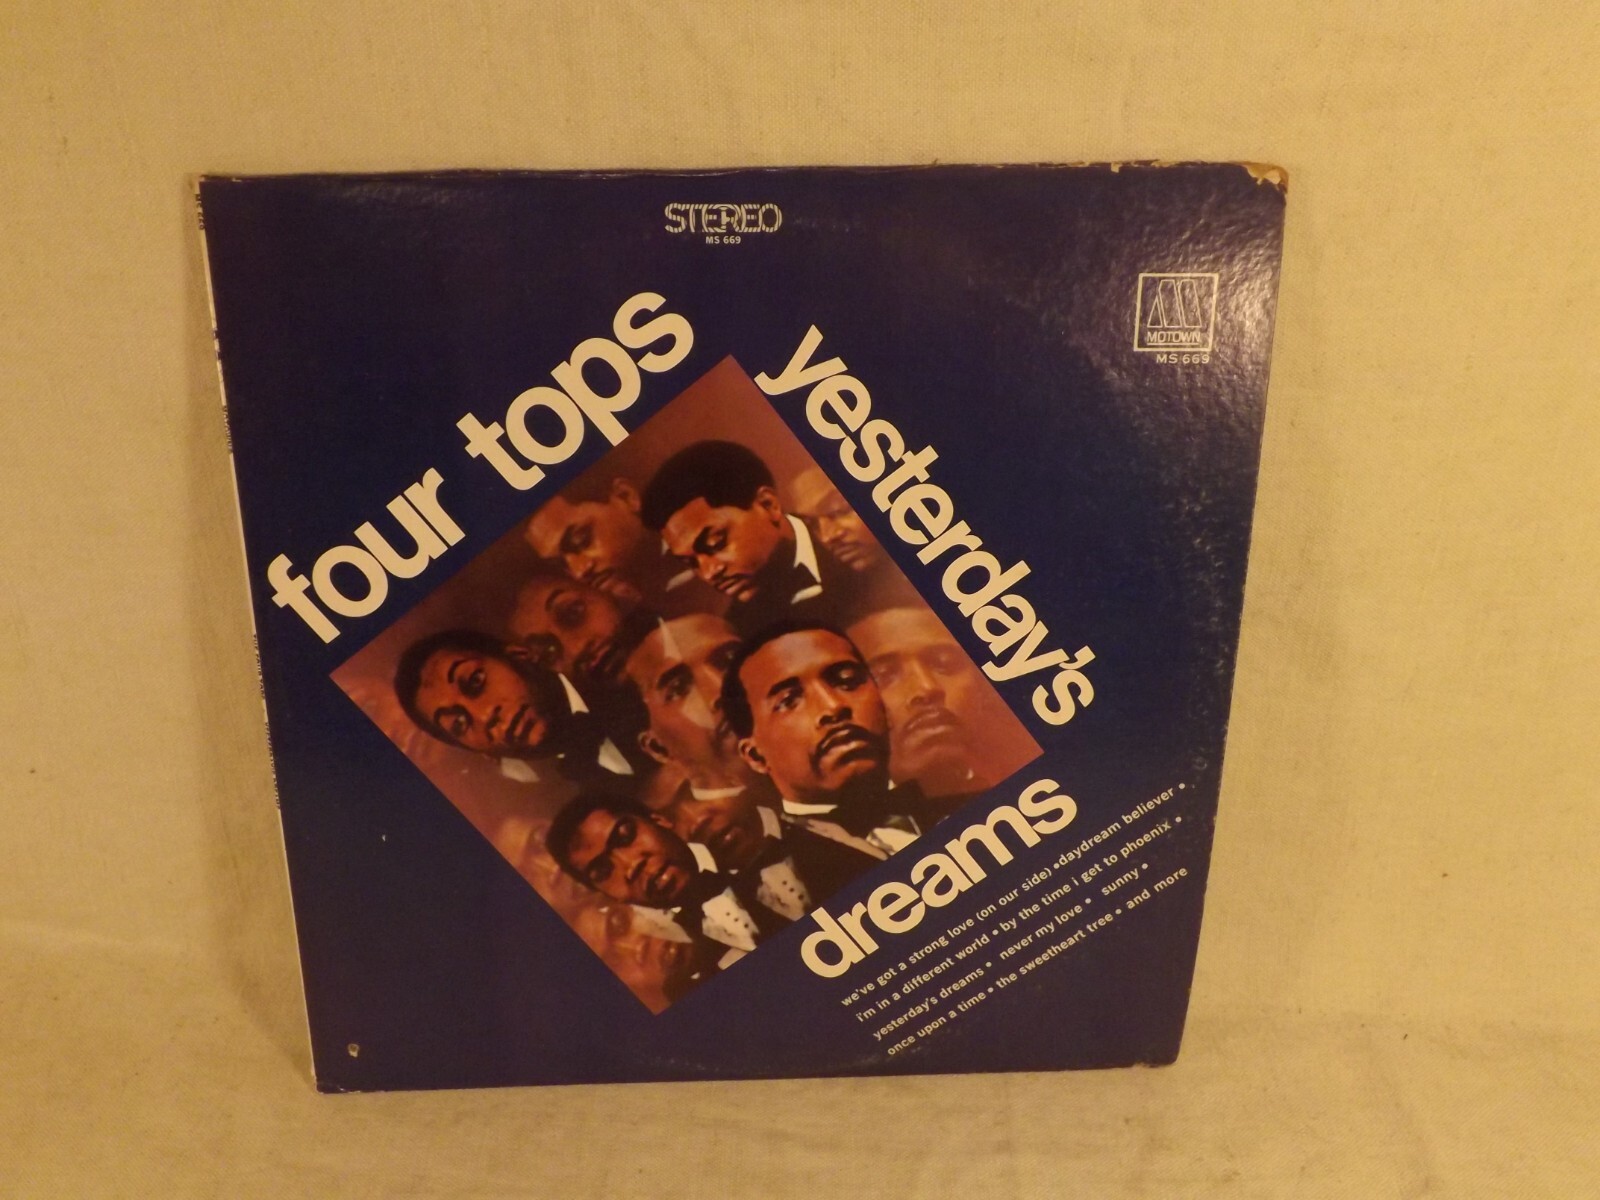 STEREO
MS 669
MOTOWN
MS 669
four tops
yesterday's
dreams
we've got a strong love (on our side) • daydream believer •
i'm in a different world • by the time i get to phoenix •
yesterday's dreams • never my love • sunny •
once upon a time • the sweetheart tree • and more